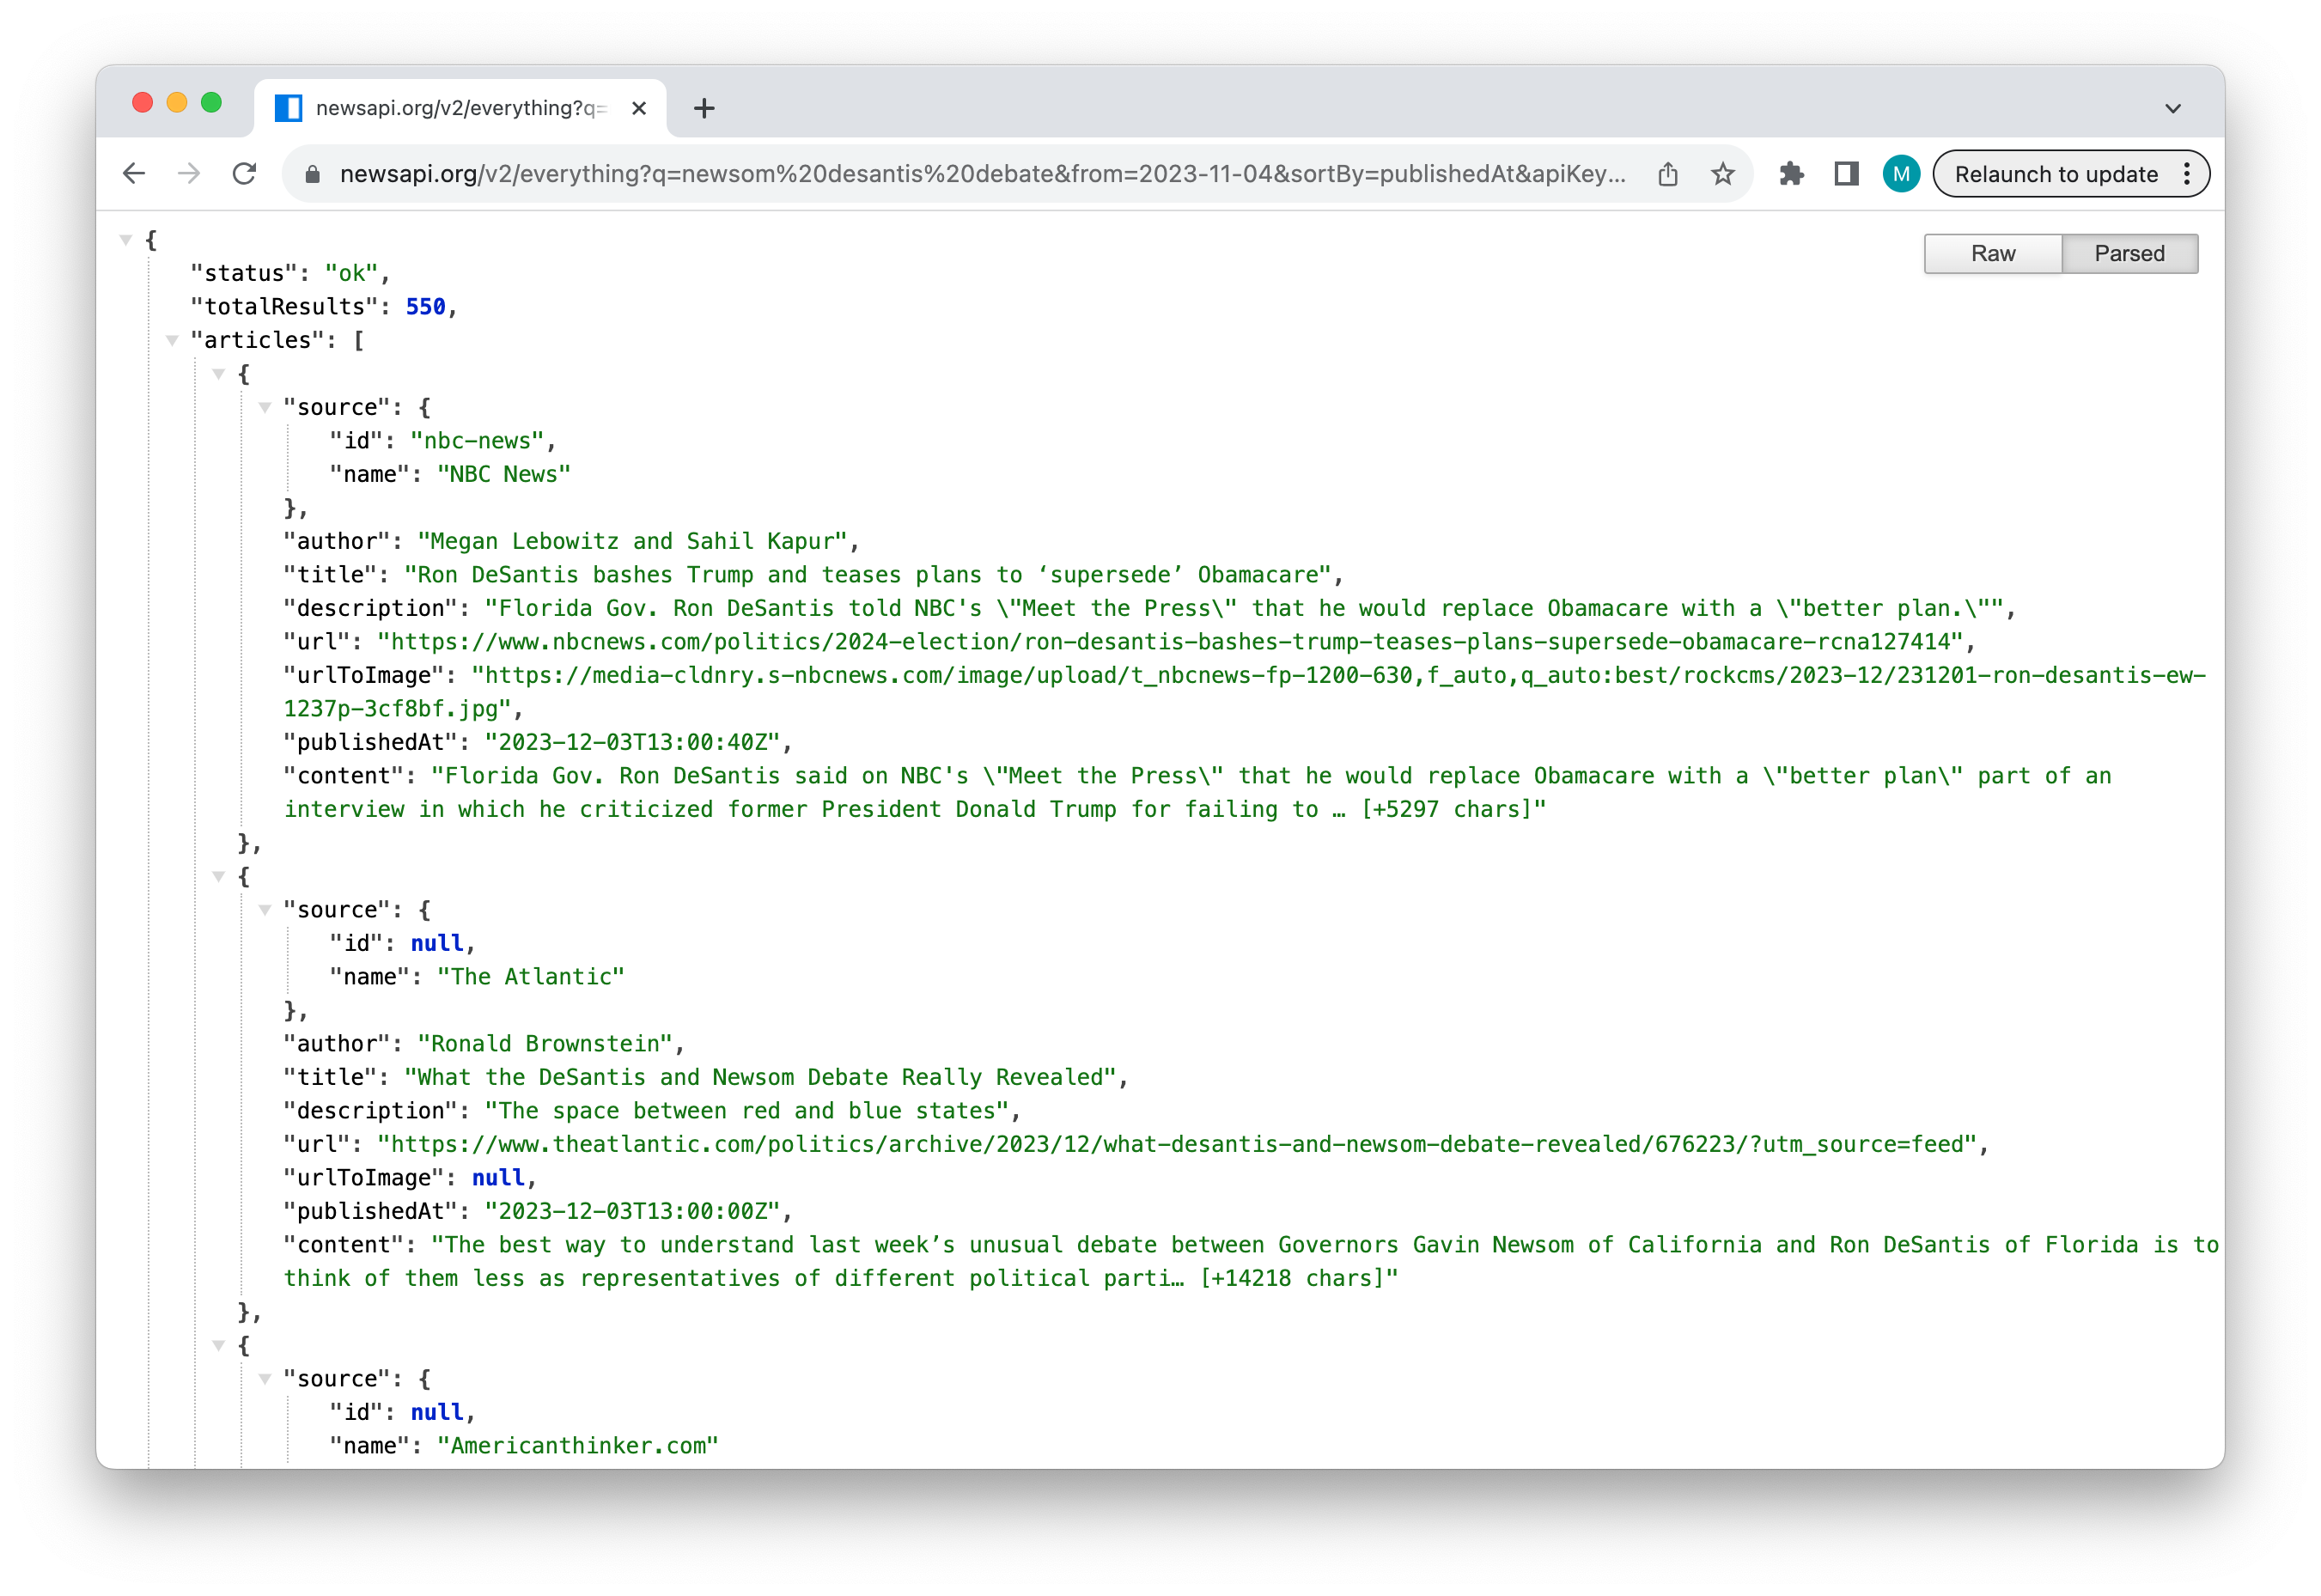 newsapi.org/v2/everything?q=
newsapi.org/v2/everything?q=newsom%20desantis%20debate&from=2023-11-04&sortBy=publishedAt&apiKey...
M
Relaunch to update
Raw
Parsed
{
"status": "ok",
"totalResults": 550,
"articles": [
{
"source": {
"id": "nbc-news",
"name": "NBC News"
},
"author": "Megan Lebowitz and Sahil Kapur",
"title": "Ron DeSantis bashes Trump and teases plans to ‘supersede’ Obamacare",
"description": "Florida Gov. Ron DeSantis told NBC's \"Meet the Press\" that he would replace Obamacare with a \"better plan.\"",
"url": "https://www.nbcnews.com/politics/2024-election/ron-desantis-bashes-trump-teases-plans-supersede-obamacare-rcna127414",
"urlToImage": "https://media-cldnry.s-nbcnews.com/image/upload/t_nbcnews-fp-1200-630,f_auto,q_auto:best/rockcms/2023-12/231201-ron-desantis-ew-
1237p-3cf8bf.jpg",
"publishedAt": "2023-12-03T13:00:40Z",
"content": "Florida Gov. Ron DeSantis said on NBC's \"Meet the Press\" that he would replace Obamacare with a \"better plan\" part of an
interview in which he criticized former President Donald Trump for failing to … [+5297 chars]"
},
{
"source": {
"id": null,
"name": "The Atlantic"
},
"author": "Ronald Brownstein",
"title": "What the DeSantis and Newsom Debate Really Revealed",
"description": "The space between red and blue states",
"url": "https://www.theatlantic.com/politics/archive/2023/12/what-desantis-and-newsom-debate-revealed/676223/?utm_source=feed",
"urlToImage": null,
"publishedAt": "2023-12-03T13:00:00Z",
"content": "The best way to understand last week’s unusual debate between Governors Gavin Newsom of California and Ron DeSantis of Florida is to
think of them less as representatives of different political parti… [+14218 chars]"
},
{
"source": {
"id": null,
"name": "Americanthinker.com"